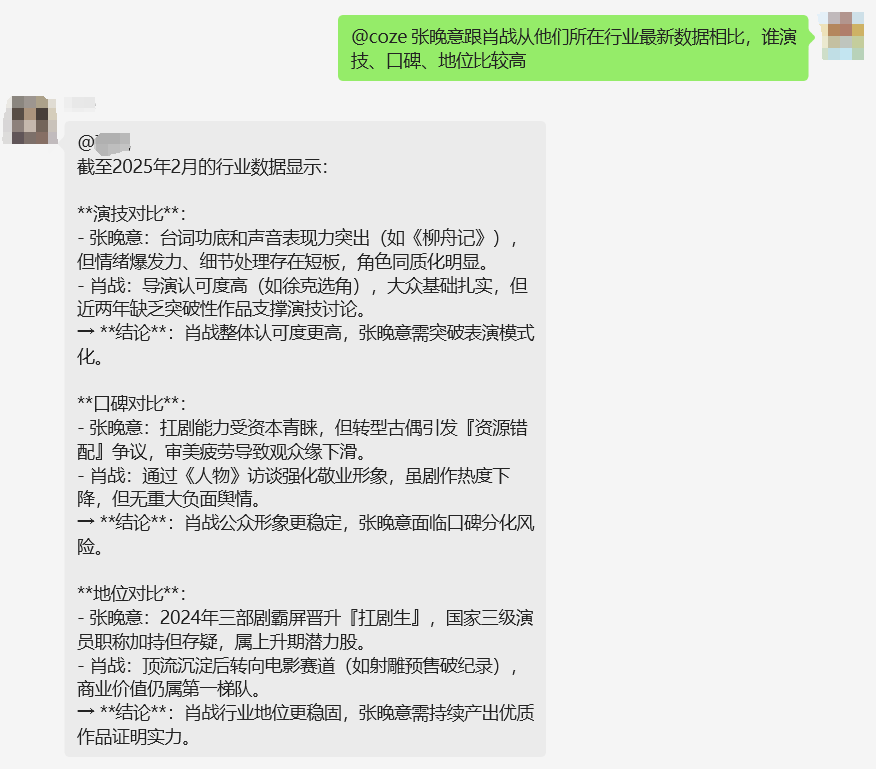 @coze 张晚意跟肖战从他们所在行业最新数据相比，谁演
技、口碑、地位比较高
@
截至2025年2月的行业数据显示：
**演技对比**：
- 张晚意：台词功底和声音表现力突出（如《柳舟记》），
但情绪爆发力、细节处理存在短板，角色同质化明显。
- 肖战：导演认可度高（如徐克选角），大众基础扎实，但
近两年缺乏突破性作品支撑演技讨论。
→ **结论**：肖战整体认可度更高，张晚意需突破表演模式
化。
**口碑对比**：
- 张晚意：扛剧能力受资本青睐，但转型古偶引发『资源错
配』争议，审美疲劳导致观众缘下滑。
- 肖战：通过《人物》访谈强化敬业形象，虽剧作热度下
降，但无重大负面舆情。
→ **结论**：肖战公众形象更稳定，张晚意面临口碑分化风
险。
**地位对比**：
- 张晚意：2024年三部剧霸屏晋升『扛剧生』，国家三级演
员职称加持但存疑，属上升期潜力股。
- 肖战：顶流沉淀后转向电影赛道（如射雕预售破纪录），
商业价值仍属第一梯队。
→ **结论**：肖战行业地位更稳固，张晚意需持续产出优质
作品证明实力。